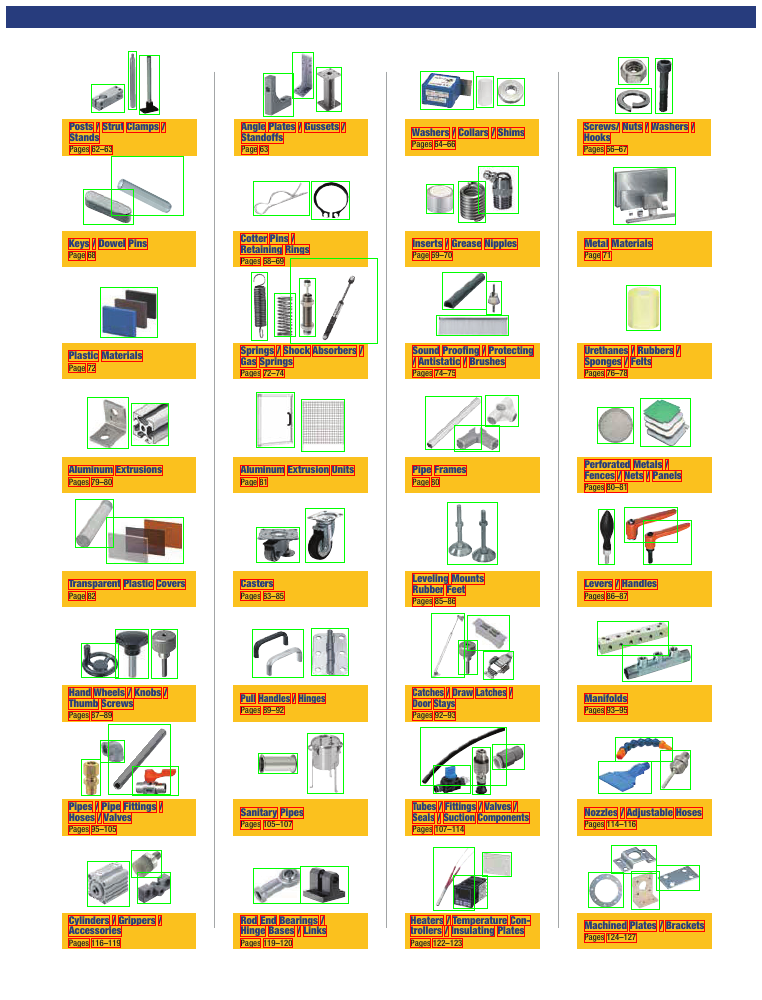 Posts / Strut Clamps /
Stands
Pages 62–63
Angle Plates / Gussets /
Standoffs
Page 63
Washers / Collars / Shims
Pages 64–66
Screws/ Nuts / Washers /
Hooks
Pages 66–67
Keys / Dowel Pins
Page 68
Cotter Pins /
Retaining Rings
Pages 68–69
Inserts / Grease Nipples
Pages 69–70
Metal Materials
Page 71
Plastic Materials
Page 72
Springs / Shock Absorbers /
Gas Springs
Pages 72–74
Sound Proofing / Protecting
/ Antistatic / Brushes
Pages 74–75
Urethanes / Rubbers /
Sponges / Felts
Pages 76–78
Aluminum Extrusions
Pages 79–80
Aluminum Extrusion Units
Page 81
Pipe Frames
Page 80
Perforated Metals /
Fences / Nets / Panels
Pages 80–81
Transparent Plastic Covers
Page 82
Casters
Pages 83–85
Leveling Mounts
Rubber Feet
Pages 85–86
Levers / Handles
Pages 86–87
Hand Wheels / Knobs /
Thumb Screws
Pages 87–89
Pull Handles / Hinges
Pages 89–92
Catches / Draw Latches /
Door Stays
Pages 92–93
Manifolds
Pages 93–95
Pipes / Pipe Fittings /
Hoses / Valves
Pages 95–105
Sanitary Pipes
Pages 105–107
Tubes / Fittings / Valves /
Seals / Suction Components
Pages 107–114
Nozzles / Adjustable Hoses
Pages 114–116
Cylinders / Grippers /
Accessories
Pages 116–119
Rod End Bearings /
Hinge Bases / Links
Pages 119–120
Heaters / Temperature Con-
trollers / Insulating Plates
Pages 122–123
Machined Plates / Brackets
Pages 124–127